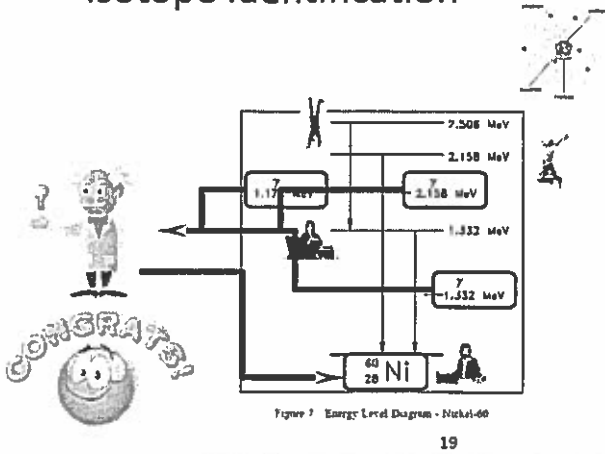 Isotope Identification
2.506 MeV
2.158 MeV
γ
1.17 MeV
γ
2.158 MeV
1.332 MeV
γ
1.332 MeV
60
28 Ni
CONGRATS!
Figure 7 Energy Level Diagram - Nickel-60
19